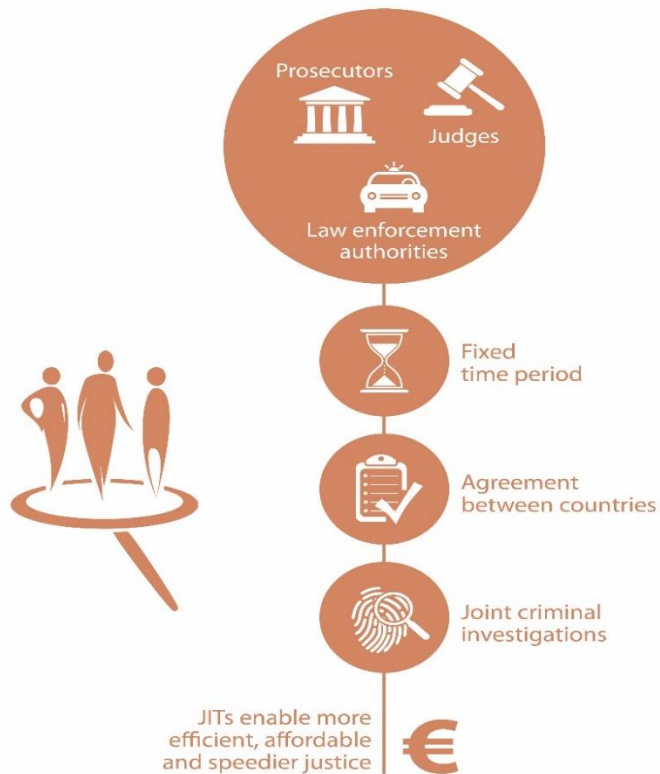 Prosecutors
Judges
Law enforcement
authorities
Fixed
time period
Agreement
between countries
Joint criminal
investigations
JITs enable more
efficient, affordable
and speedier justice
€